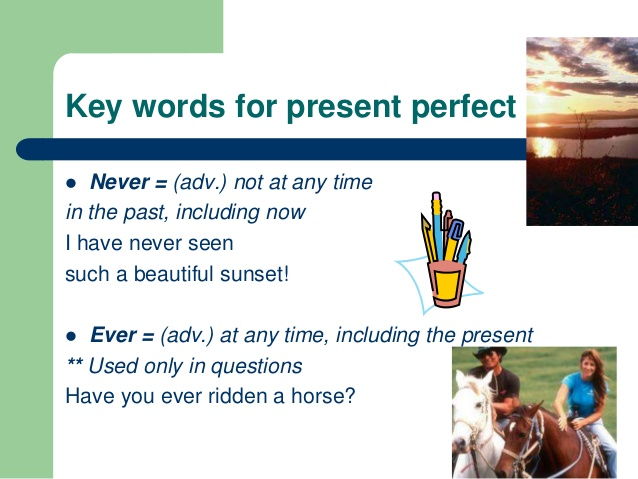 Key words for present perfect
Never = (adv.) not at any time
in the past, including now
I have never seen
such a beautiful sunset!
Ever = (adv.) at any time, including the present
** Used only in questions
Have you ever ridden a horse?